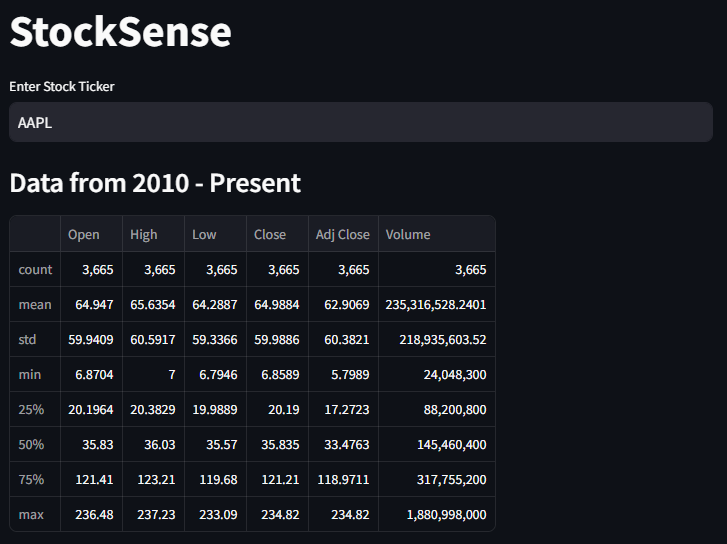 StockSense
Enter Stock Ticker
AAPL
Data from 2010 - Present
Open High Low Close Adj Close Volume
count 3,665 3,665 3,665 3,665 3,665 3,665
mean 64.947 65.6354 64.2887 64.9884 62.9069 235,316,528.2401
std 59.9409 60.5917 59.3366 59.9886 60.3821 218,935,603.52
min 6.8704 7 6.7946 6.8589 5.7989 24,048,300
25% 20.1964 20.3829 19.9889 20.19 17.2723 88,200,800
50% 35.83 36.03 35.57 35.835 33.4763 145,460,400
75% 121.41 123.21 119.68 121.21 118.9711 317,755,200
max 236.48 237.23 233.09 234.82 234.82 1,880,998,000